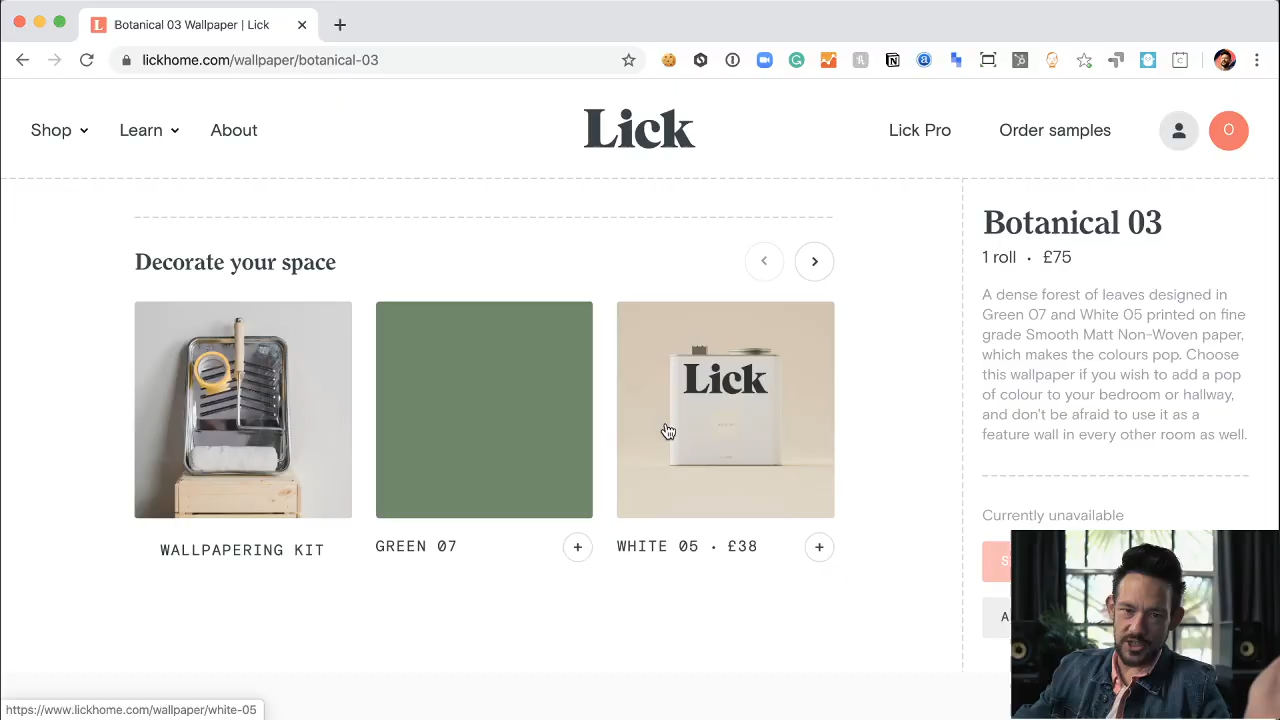 Botanical 03 Wallpaper | Lick
lickhome.com/wallpaper/botanical-03
Shop
Learn
About
Lick
Lick Pro
Order samples
0
Decorate your space
Lick
WALLPAPERING KIT
GREEN 07
WHITE 05 · £38
Botanical 03
1 roll · £75
A dense forest of leaves designed in
Green 07 and White 05 printed on fine
grade Smooth Matt Non-Woven paper,
which makes the colours pop. Choose
this wallpaper if you wish to add a pop
of colour to your bedroom or hallway,
and don't be afraid to use it as a
feature wall in every other room as well.
Currently unavailable
S
A
https://www.lickhome.com/wallpaper/white-05